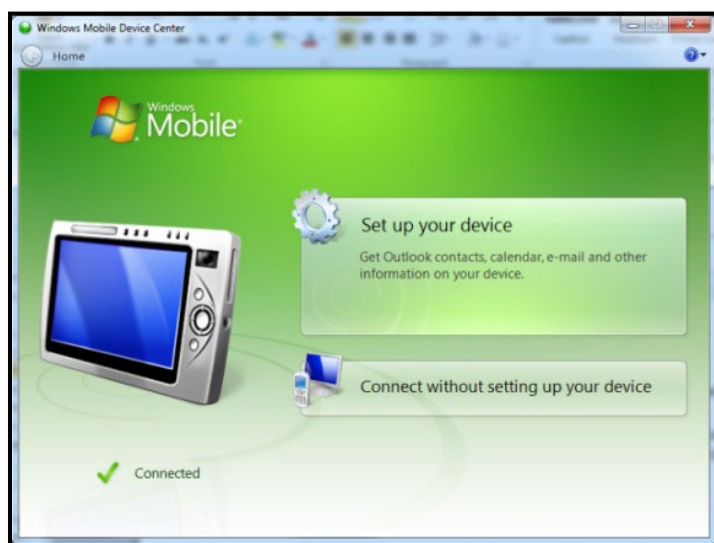 Windows Mobile Device Center
Home
Windows
Mobile
Set up your device
Get Outlook contacts, calendar, e-mail and other
information on your device.
Connect without setting up your device
Connected